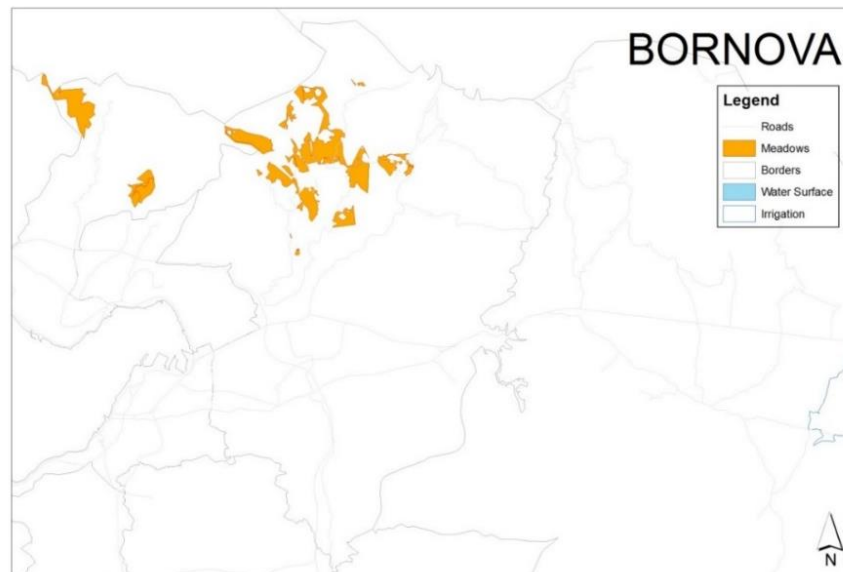 BORNOVA
Legend
Roads
Meadows
Borders
Water Surface
Irrigation
N